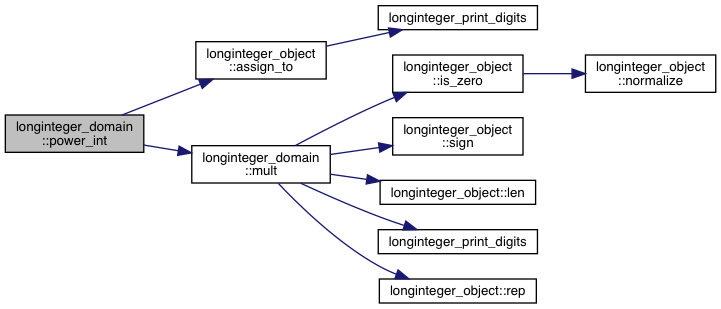 longinteger_domain
::power_int
longinteger_object
::assign_to
longinteger_print_digits
longinteger_domain
::mult
longinteger_object
::is_zero
longinteger_object
::normalize
longinteger_object
::sign
longinteger_object::len
longinteger_print_digits
longinteger_object::rep